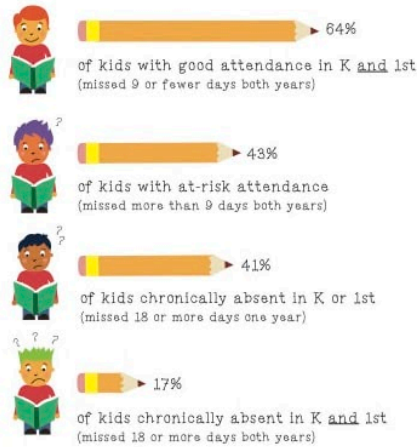 64%
of kids with good attendance in K and 1st
(missed 9 or fewer days both years)
?
43%
of kids with at-risk attendance
(missed more than 9 days both years)
?
?
41%
of kids chronically absent in K or 1st
(missed 18 or more days one year)
? ? ?
17%
of kids chronically absent in K and 1st
(missed 18 or more days both years)